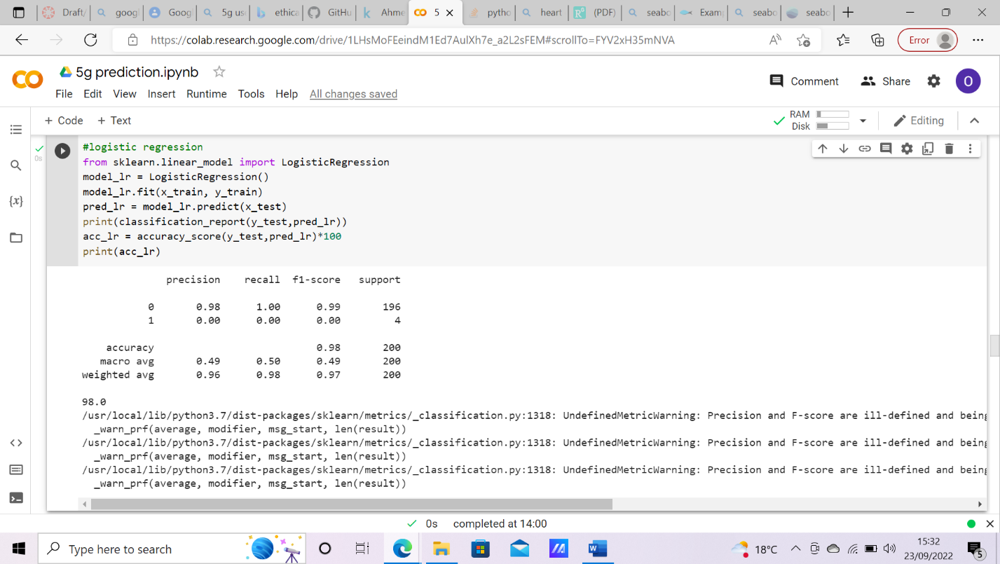 Draft/
googl
Goog
5g us
ethica
GitHu
Ahme
5
pytho
heart
(PDF)
seabo
Examp
seabo
seabo
https://colab.research.google.com/drive/1LHsMoFEeindM1Ed7AulXh7e_a2L2sFEM#scrollTo=FYV2xH35mNVA
Error
5g prediction.ipynb
File Edit View Insert Runtime Tools Help All changes saved
Comment
Share
O
+ Code + Text
RAM
Disk
Editing
0s
#logistic regression
from sklearn.linear_model import LogisticRegression
model_lr = LogisticRegression()
model_lr.fit(x_train, y_train)
pred_lr = model_lr.predict(x_test)
print(classification_report(y_test,pred_lr))
acc_lr = accuracy_score(y_test,pred_lr)*100
print(acc_lr)
precision recall f1-score support
0 0.98 1.00 0.99 196
1 0.00 0.00 0.00 4
accuracy 0.98 200
macro avg 0.49 0.50 0.49 200
weighted avg 0.96 0.98 0.97 200
98.0
/usr/local/lib/python3.7/dist-packages/sklearn/metrics/_classification.py:1318: UndefinedMetricWarning: Precision and F-score are ill-defined and being
_warn_prf(average, modifier, msg_start, len(result))
/usr/local/lib/python3.7/dist-packages/sklearn/metrics/_classification.py:1318: UndefinedMetricWarning: Precision and F-score are ill-defined and being
_warn_prf(average, modifier, msg_start, len(result))
/usr/local/lib/python3.7/dist-packages/sklearn/metrics/_classification.py:1318: UndefinedMetricWarning: Precision and F-score are ill-defined and being
_warn_prf(average, modifier, msg_start, len(result))
0s completed at 14:00
Type here to search
18°C
15:32
23/09/2022
5